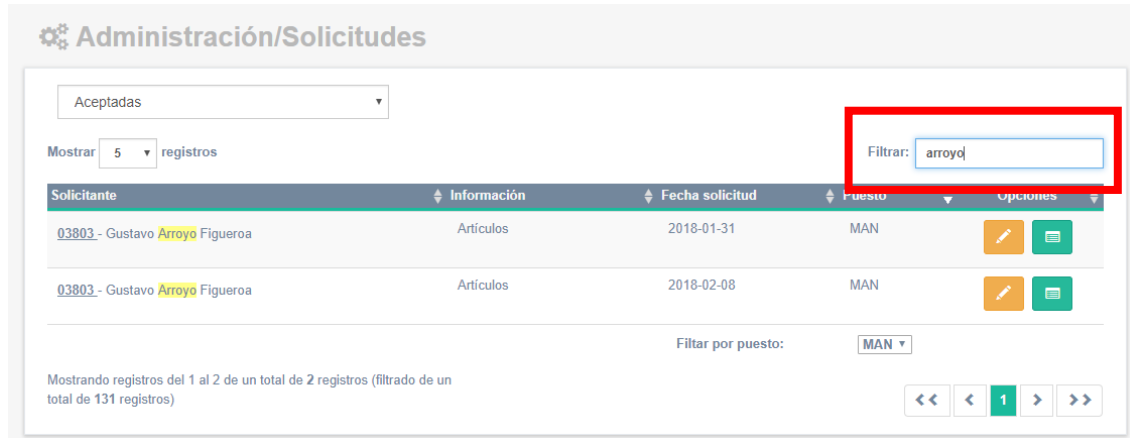 Administración/Solicitudes
Aceptadas
Mostrar 5 registros
Filtrar: arroyo
Solicitante Información Fecha solicitud Puesto Opciones
03803 - Gustavo Arroyo Figueroa Artículos 2018-01-31 MAN
03803 - Gustavo Arroyo Figueroa Artículos 2018-02-08 MAN
Filtar por puesto: MAN
Mostrando registros del 1 al 2 de un total de 2 registros (filtrado de un
total de 131 registros)
<< < 1 > >>